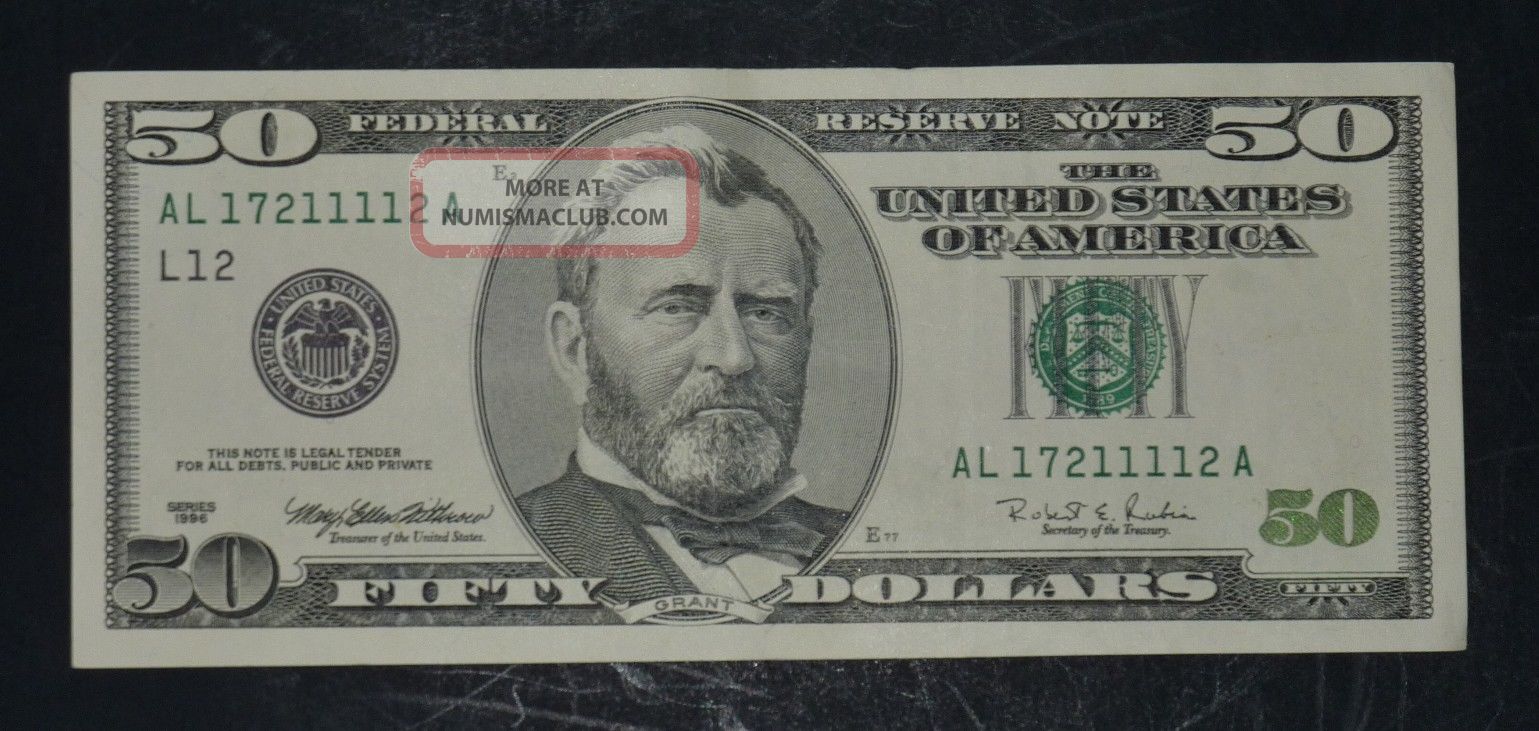 50 FEDERAL RESERVE NOTE 50
THE
UNITED STATES
OF AMERICA
MORE AT
NUMISMACLUB.COM
AL 17211112 A
L12
UNITED STATES
FEDERAL RESERVE SYSTEM
THIS NOTE IS LEGAL TENDER
FOR ALL DEBTS, PUBLIC AND PRIVATE
AL 17211112 A
SERIES
1996
Mary Ellen Withrow
Treasurer of the United States.
E 77
Robert E. Rubin
Secretary of the Treasury.
50
50 FIFTY
GRANT
DOLLARS
FIFTY